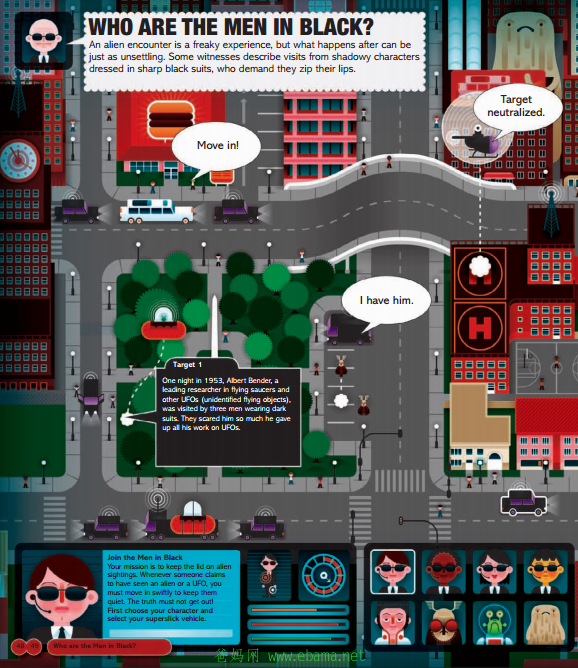 WHO ARE THE MEN IN BLACK?
An alien encounter is a freaky experience, but what happens after can be
just as unsettling. Some witnesses describe visits from shadowy characters
dressed in sharp black suits, who demand they zip their lips.
Target
neutralized.
Move in!
I have him.
H
H
Target 1
One night in 1953, Albert Bender, a
leading researcher in flying saucers and
other UFOs (unidentified flying objects),
was visited by three men wearing dark
suits. They scared him so much he gave
up all his work on UFOs.
Join the Men in Black
Your mission is to keep the lid on alien
sightings. Whenever someone claims
to have seen an alien or a UFO, you
must move in swiftly to keep them
quiet. The truth must not get out!
First choose your character and
select your superslick vehicle.
48 49 Who are the Men in Black?
爸妈网 www.ebama.net